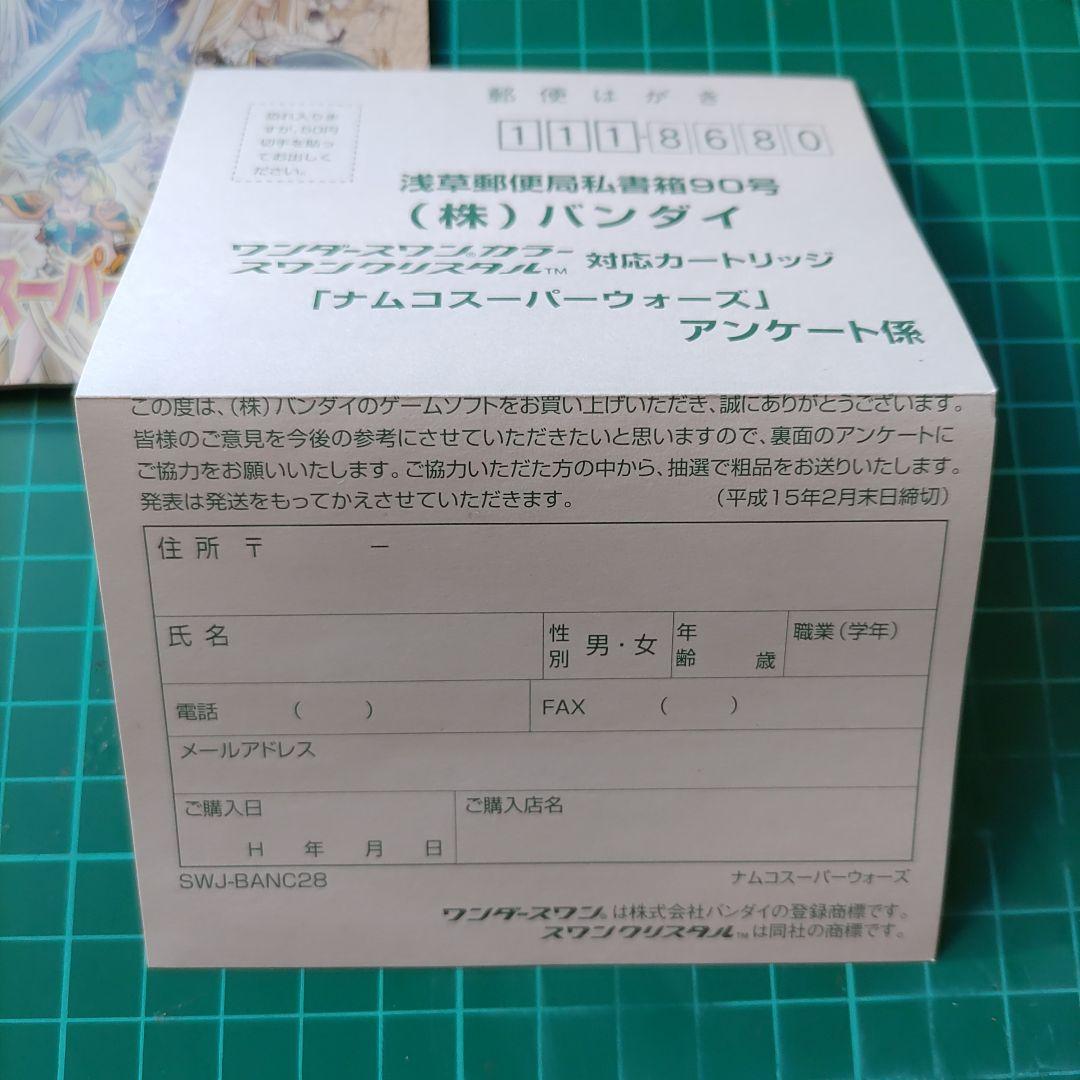 スーパー
郵便はがき
恐れ入りま
すが、50円
切手を貼っ
てお出しく
ださい。
111-8680
浅草郵便局私書箱90号
(株)バンダイ
ワンダースワン®カラー
スワンクリスタル™ 対応カートリッジ
「ナムコスーパーウォーズ」
アンケート係
この度は、(株)バンダイのゲームソフトをお買い上げいただき、誠にありがとうございます。
皆様のご意見を今後の参考にさせていただきたいと思いますので、裏面のアンケートに
ご協力をお願いいたします。ご協力いただた方の中から、抽選で粗品をお送りいたします。
発表は発送をもってかえさせていただきます。 (平成15年2月末日締切)
住所 〒 ー
氏名 性別 男・女 年齢 歳 職業(学年)
電話 ( ) FAX ( )
メールアドレス
ご購入日 ご購入店名
H 年 月 日
SWJ-BANC28 ナムコスーパーウォーズ
ワンダースワン®は株式会社バンダイの登録商標です。
スワンクリスタル™は同社の商標です。